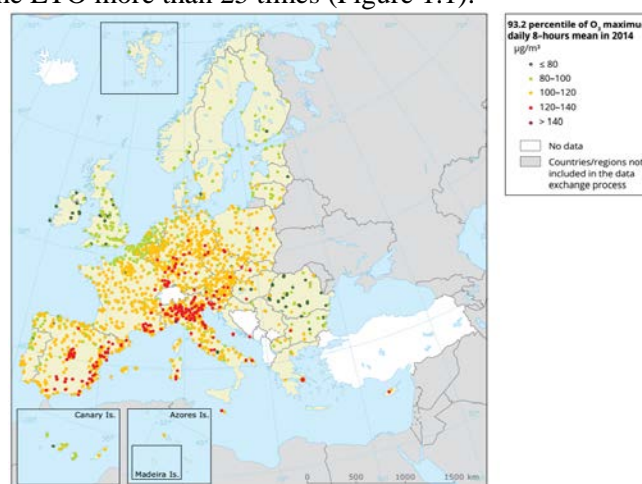 LTO more than 25 times (Figure 1.1).
93.2 percentile of O₃ maximum
daily 8-hours mean in 2014
µg/m³
≤ 80
80–100
100–120
120–140
> 140
No data
Countries/regions not
included in the data
exchange process
Canary Is.
Azores Is.
Madeira Is.
0 500 1000 1500 km